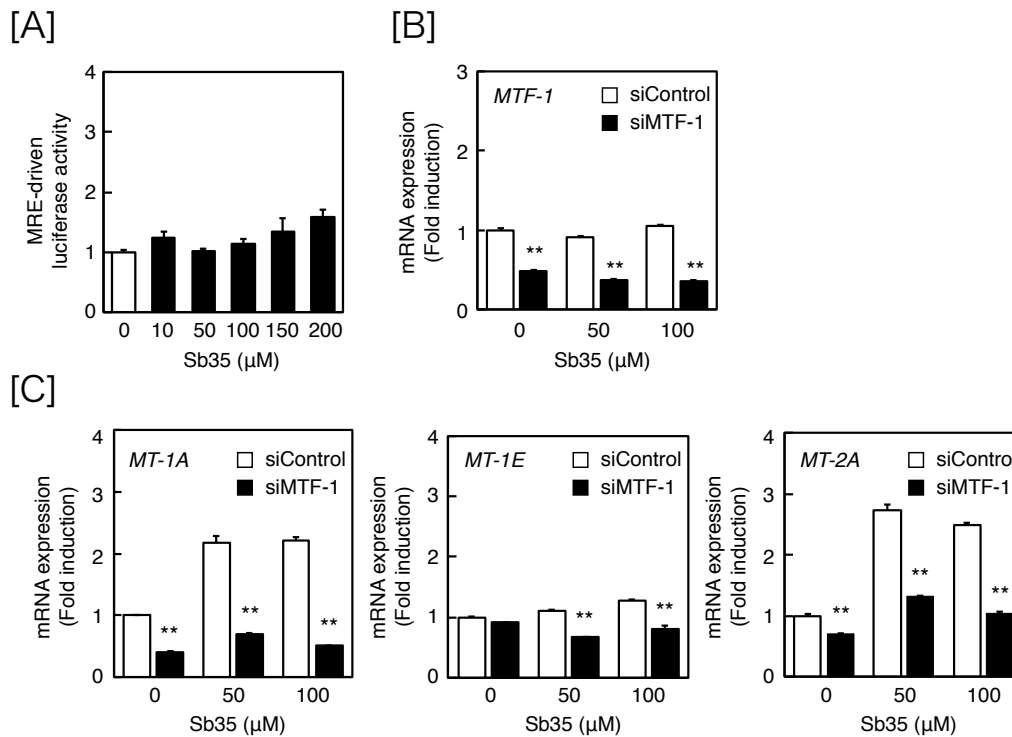 [A]
MRE-driven
luciferase activity
4
3
2
1
0
0 10 50 100 150 200
Sb35 (μM)
[B]
mRNA expression
(Fold induction)
3
2
1
0
MTF-1
siControl
siMTF-1
** ** **
0 50 100
Sb35 (μM)
[C]
mRNA expression
(Fold induction)
4
3
2
1
0
MT-1A
siControl
siMTF-1
** ** **
0 50 100
Sb35 (μM)
mRNA expression
(Fold induction)
4
3
2
1
0
MT-1E
siControl
siMTF-1
** **
0 50 100
Sb35 (μM)
mRNA expression
(Fold induction)
4
3
2
1
0
MT-2A
siContro
siMTF-1
** ** **
0 50 100
Sb35 (μM)